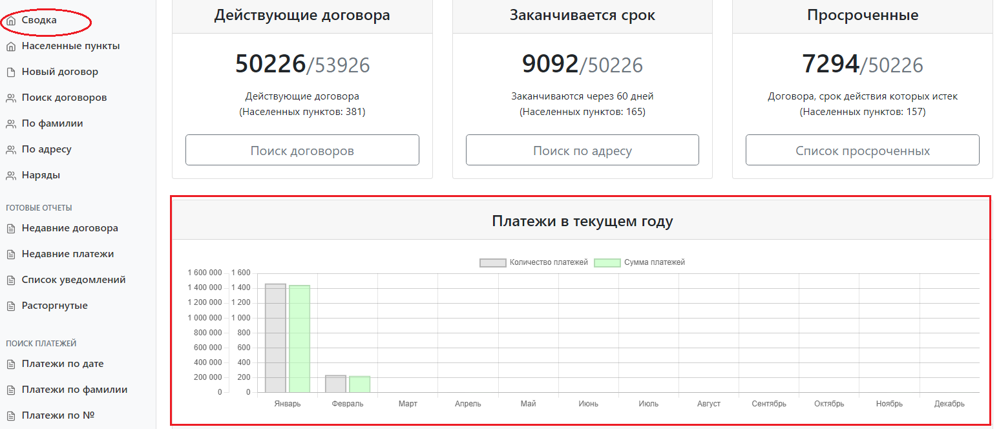 Сводка
Населенные пункты
Новый договор
Поиск договоров
По фамилии
По адресу
Наряды
ГОТОВЫЕ ОТЧЕТЫ
Недавние договора
Недавние платежи
Список уведомлений
Расторгнутые
ПОИСК ПЛАТЕЖЕЙ
Платежи по дате
Платежи по фамилии
Платежи по №
Действующие договора
50226/53926
Действующие договора
(Населенных пунктов: 381)
Поиск договоров
Заканчивается срок
9092/50226
Заканчиваются через 60 дней
(Населенных пунктов: 165)
Поиск по адресу
Просроченные
7294/50226
Договора, срок действия которых истек
(Населенных пунктов: 157)
Список просроченных
Платежи в текущем году
Количество платежей Сумма платежей
1 600 000 1 600
1 400 000 1 400
1 200 000 1 200
1 000 000 1 000
800 000 800
600 000 600
400 000 400
200 000 200
0 0
Январь Февраль Март Апрель Май Июнь Июль Август Сентябрь Октябрь Ноябрь Декабрь